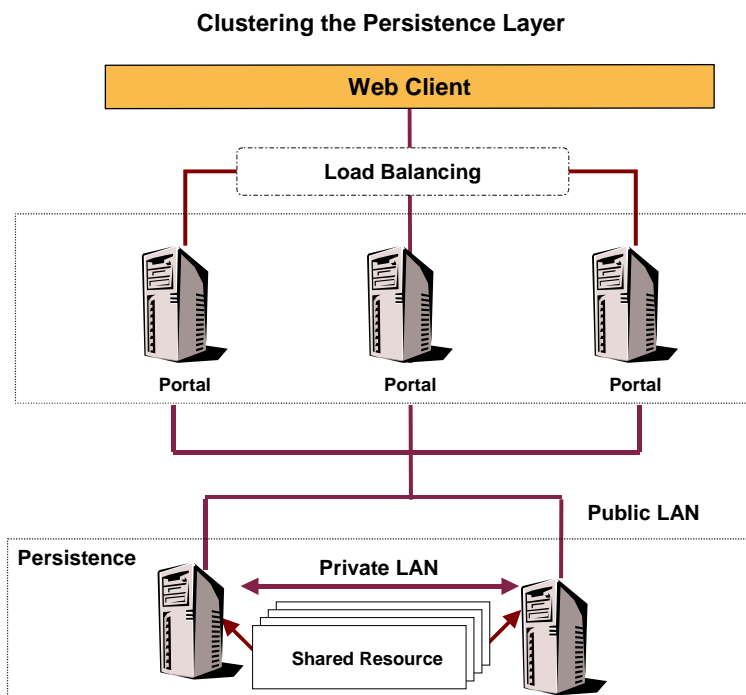 Clustering the Persistence Layer
Web Client
Load Balancing
Portal
Portal
Portal
Public LAN
Persistence
Private LAN
Shared Resource